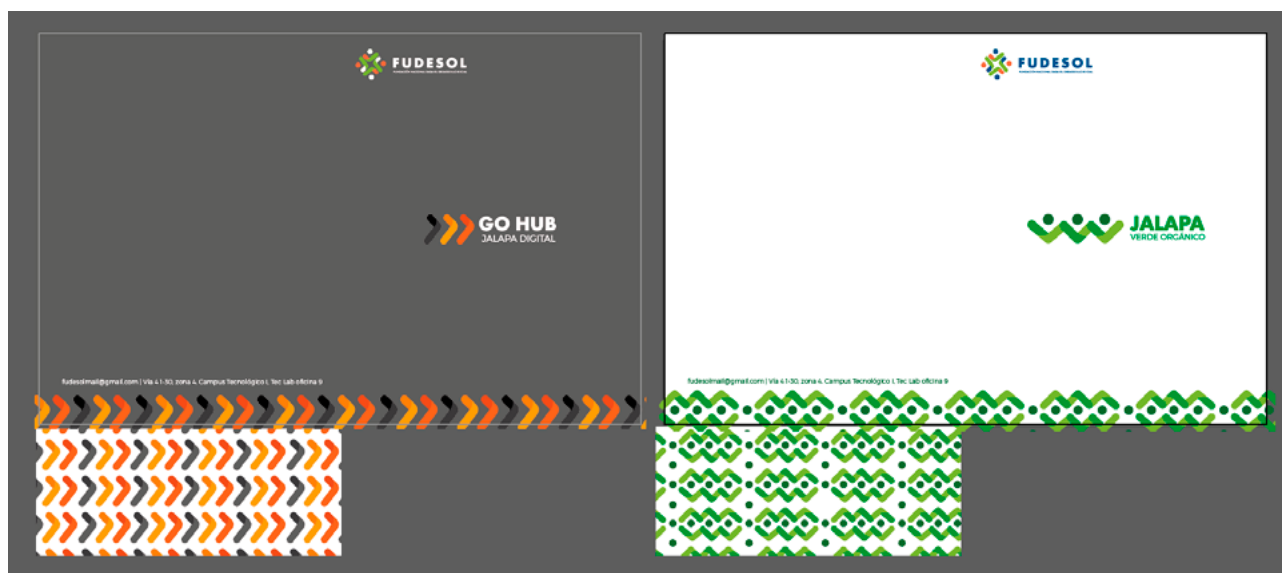 FUDESOL
GO HUB
JALAPA DIGITAL
fudesolmail@gmail.com | Vía 4 1-30, zona 4, Campus Tecnológico I, Tec Lab oficina 9
FUDESOL
JALAPA
VERDE ORGÁNICO
fudesolmail@gmail.com | Vía 4 1-30, zona 4, Campus Tecnológico I, Tec Lab oficina 9